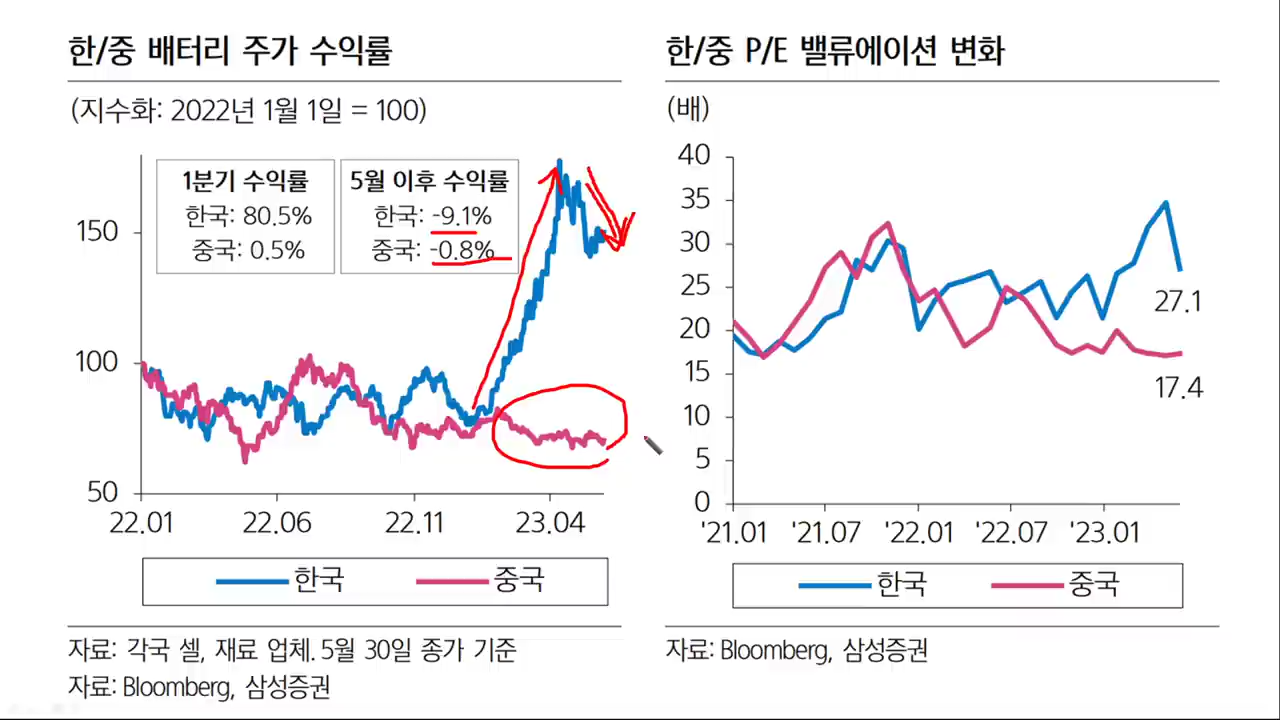 한/중 배터리 주가 수익률
(지수화: 2022년 1월 1일 = 100)
1분기 수익률
한국: 80.5%
중국: 0.5%
5월 이후 수익률
한국: -9.1%
중국: -0.8%
150
100
50
22.01
22.06
22.11
23.04
한국
중국
자료: 각국 셀, 재료 업체. 5월 30일 종가 기준
자료: Bloomberg, 삼성증권
한/중 P/E 밸류에이션 변화
(배)
40
35
30
25
20
15
10
5
0
27.1
17.4
'21.01
'21.07
'22.01
'22.07
'23.01
한국
중국
자료: Bloomberg, 삼성증권